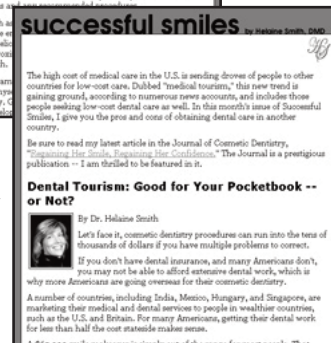 successful smiles by Helaine Smith, DMD
The high cost of medical care in the U.S. is sending droves of people to other
countries for low-cost care. Dubbed "medical tourism," this new trend is
gaining ground, according to numerous news accounts, and includes those
people seeking low-cost dental care as well. In this month's issue of Successful
Smiles, I give you the pros and cons of obtaining dental care in another
country.
Be sure to read my latest article in the Journal of Cosmetic Dentistry,
"Regaining Her Smile, Regaining Her Confidence." The Journal is a prestigious
publication -- I am thrilled to be featured in it.
Dental Tourism: Good for Your Pocketbook --
or Not?
By Dr. Helaine Smith
Let's face it, cosmetic dentistry procedures can run into the tens of
thousands of dollars if you have multiple problems to correct.
If you don't have dental insurance, and many Americans don't,
you may not be able to afford extensive dental work, which is
why more Americans are going overseas for their cosmetic dentistry.
A number of countries, including India, Mexico, Hungary, and Singapore, are
marketing their medical and dental services to people in wealthier countries,
such as the U.S. and Britain. For many Americans, getting their dental work
for less than half the cost stateside makes sense.